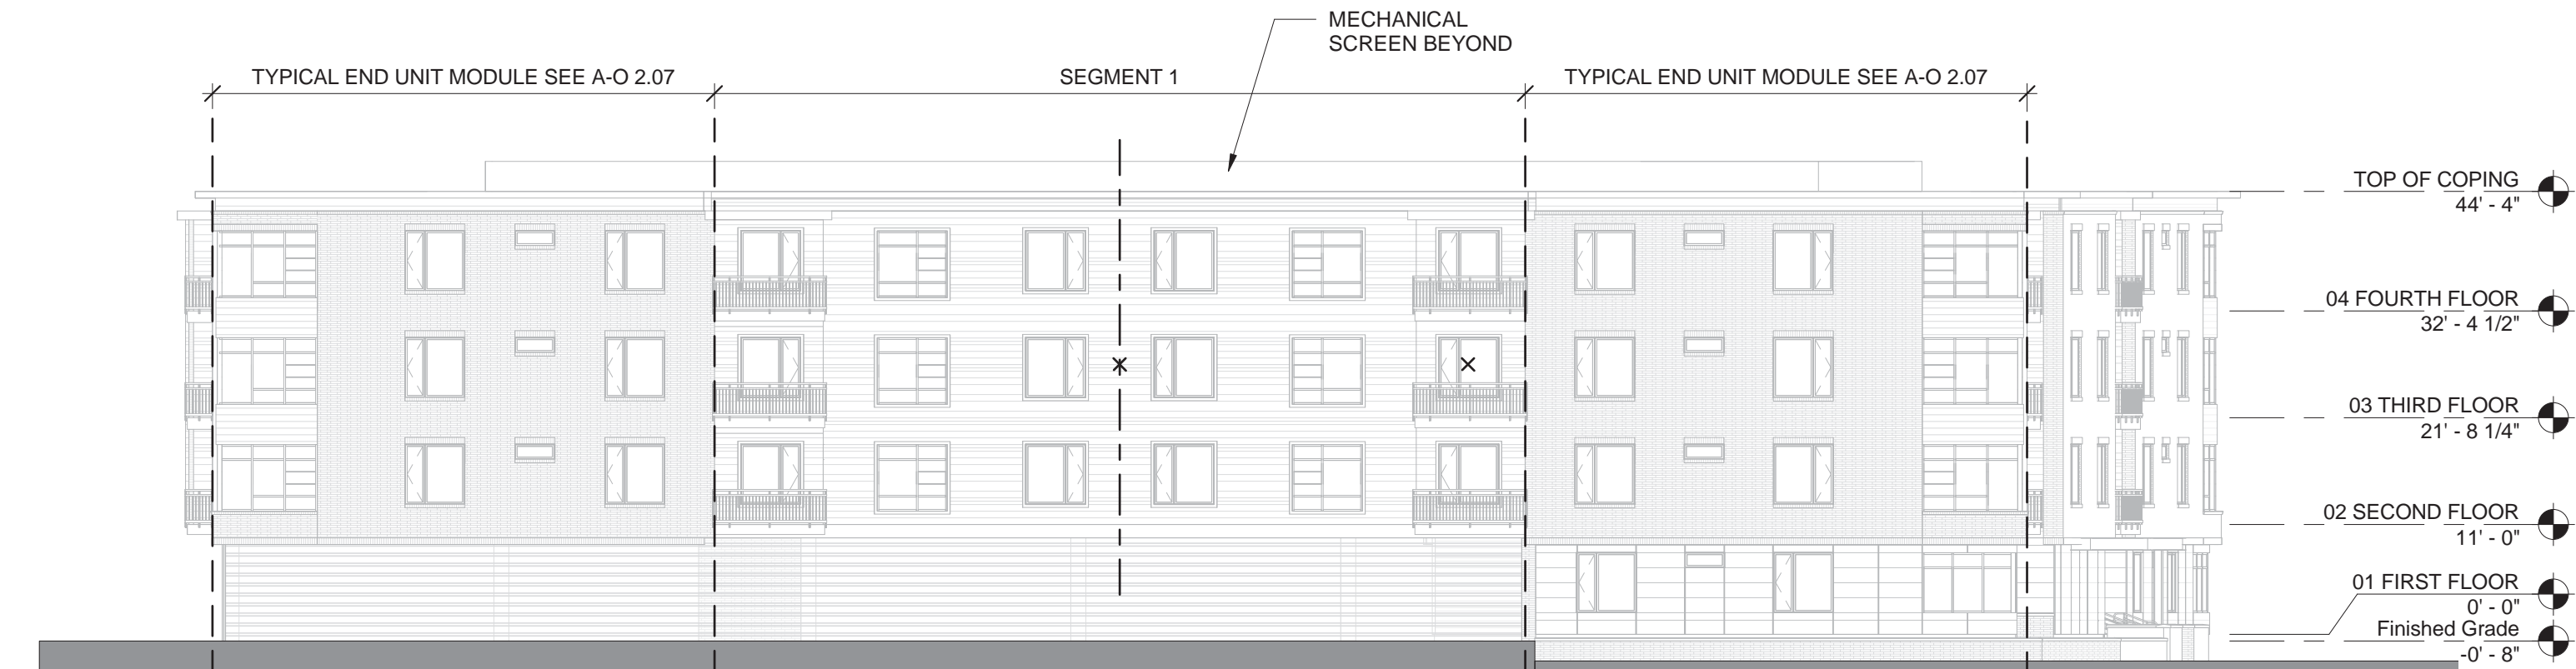 MECHANICAL
SCREEN BEYOND
TYPICAL END UNIT MODULE SEE A-O 2.07
SEGMENT 1
TYPICAL END UNIT MODULE SEE A-O 2.07
TOP OF COPING
44' - 4"
04 FOURTH FLOOR
32' - 4 1/2"
03 THIRD FLOOR
21' - 8 1/4"
02 SECOND FLOOR
11' - 0"
01 FIRST FLOOR
0' - 0"
Finished Grade
-0' - 8"